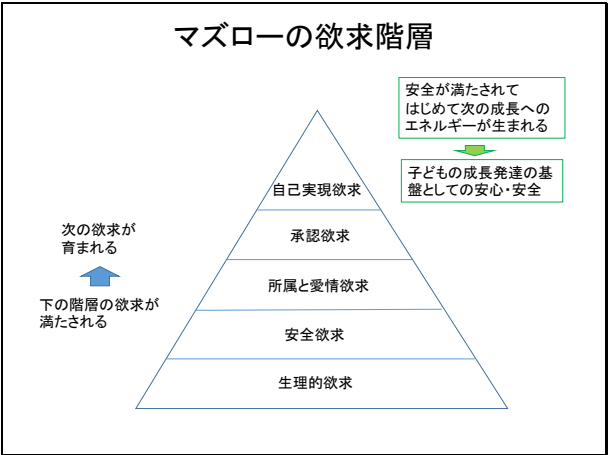 マズローの欲求階層
安全が満たされて
はじめて次の成長への
エネルギーが生まれる
子どもの成長発達の基
盤としての安心・安全
自己実現欲求
承認欲求
所属と愛情欲求
安全欲求
生理的欲求
次の欲求が
育まれる
下の階層の欲求が
満たされる